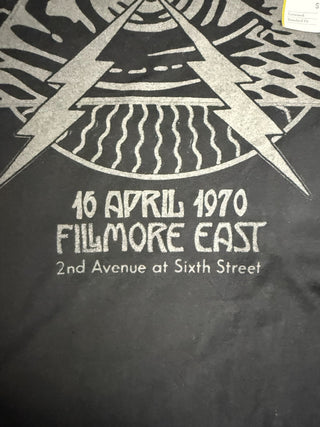 16 APRIL 1970
FILLMORE EAST
2nd Avenue at Sixth Street